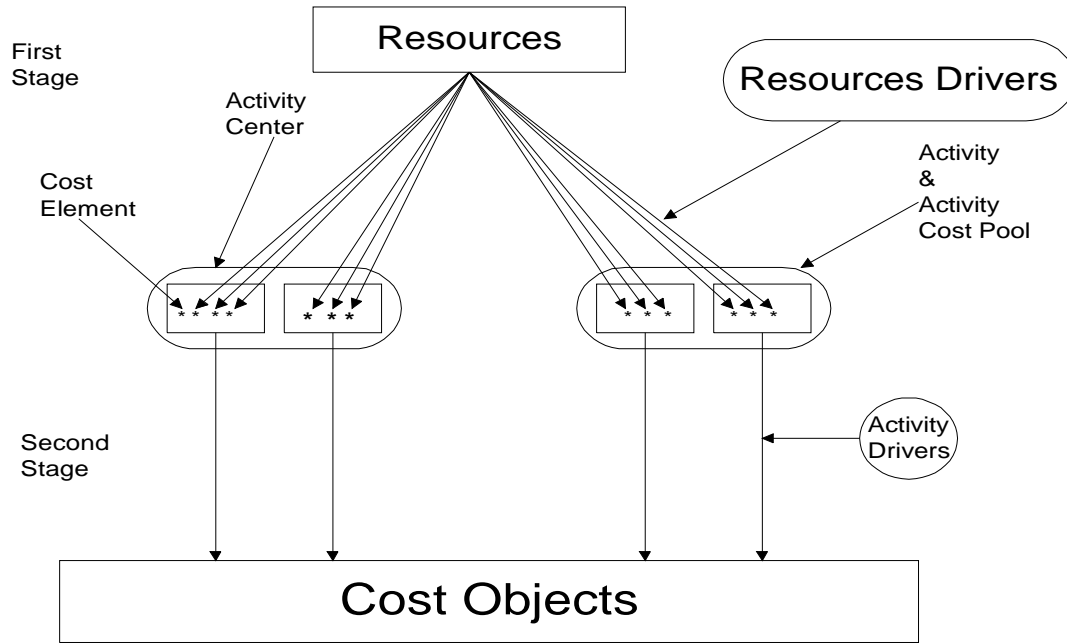 Resources
First
Stage
Resources Drivers
Activity
Center
Activity
&
Activity
Cost Pool
Cost
Element
* * * *
* * *
* * *
* * *
Second
Stage
Activity
Drivers
Cost Objects